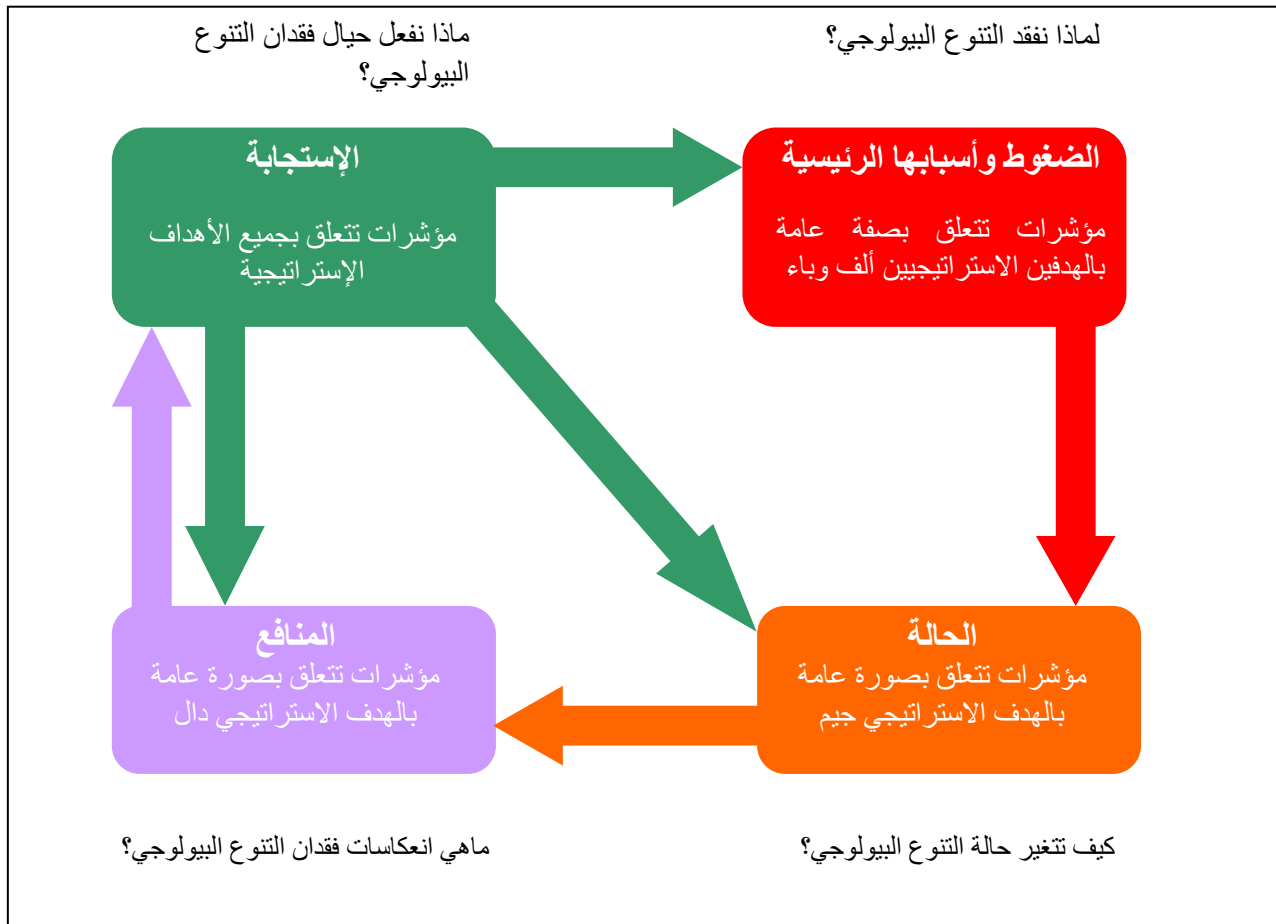 لماذا نفقد التنوع البيولوجي؟
ماذا نفعل حيال فقدان التنوع
البيولوجي؟
الضغوط وأسبابها الرئيسية
مؤشرات تتعلق بصفة عامة
بالهدفين الاستراتيجيين ألف وباء
الإستجابة
مؤشرات تتعلق بجميع الأهداف
الإستراتيجية
الحالة
مؤشرات تتعلق بصورة عامة
بالهدف الاستراتيجي جيم
المنافع
مؤشرات تتعلق بصورة عامة
بالهدف الاستراتيجي دال
كيف تتغير حالة التنوع البيولوجي؟
ماهي انعكاسات فقدان التنوع البيولوجي؟